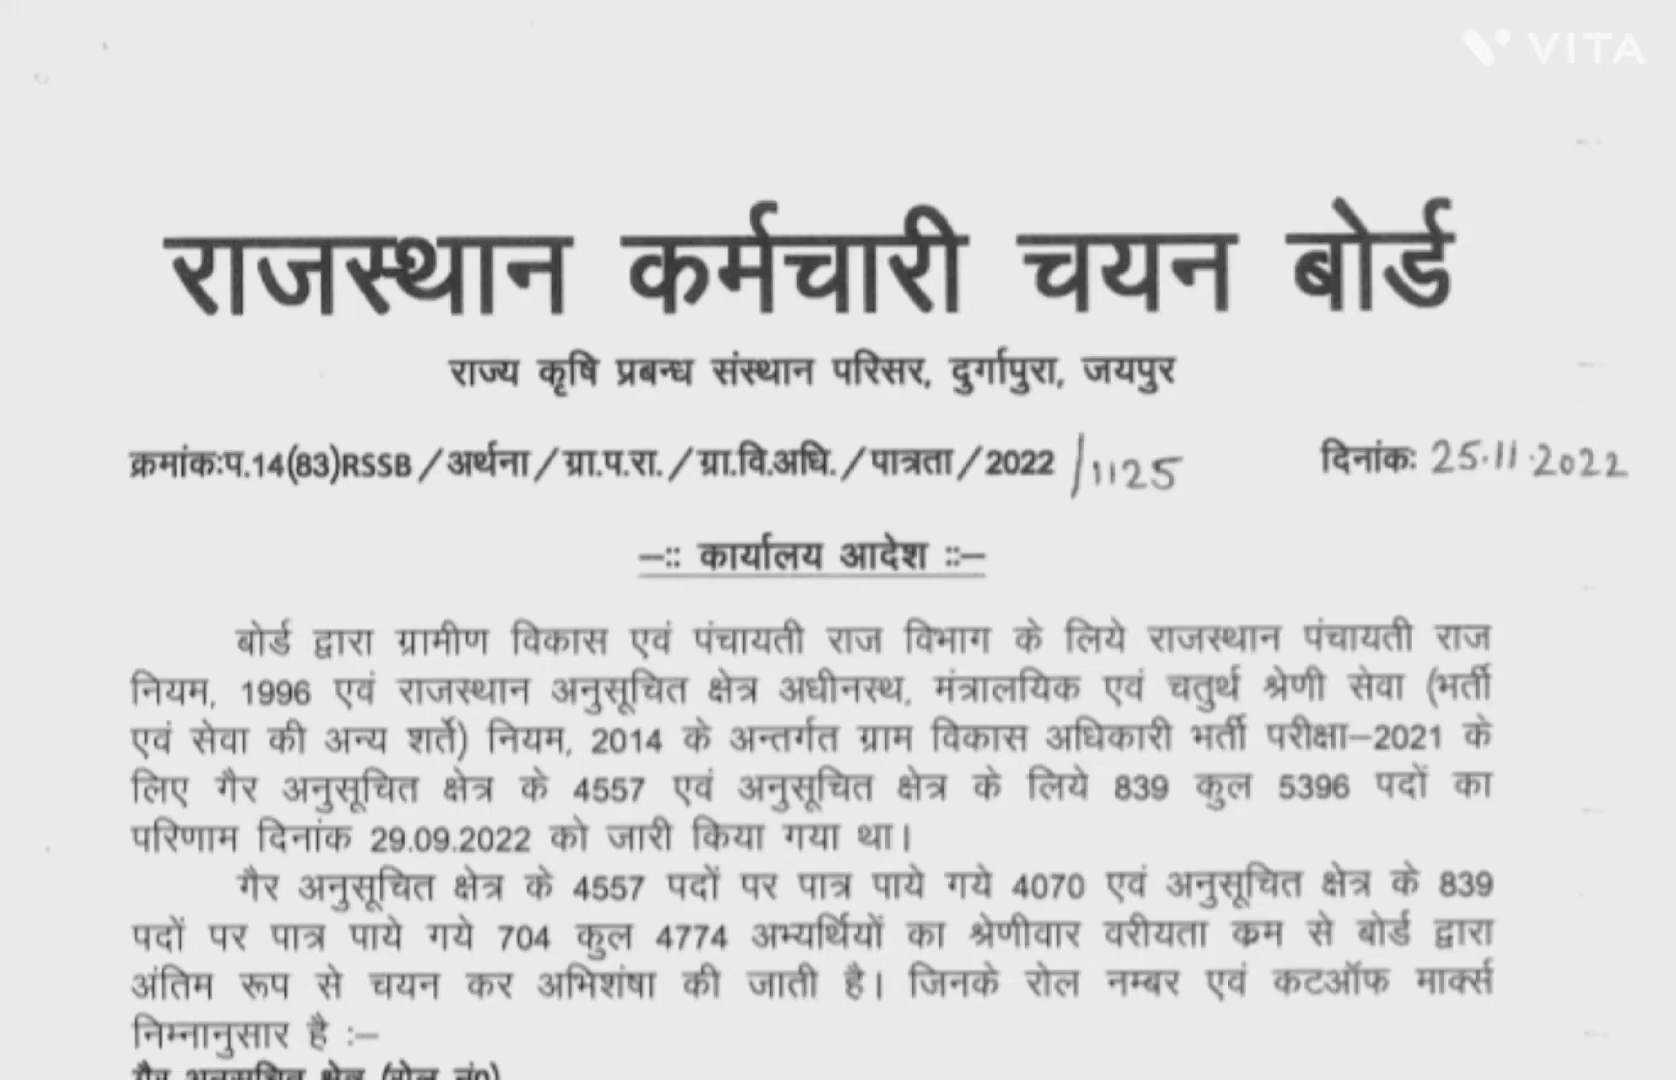 VITA
राजस्थान कर्मचारी चयन बोर्ड
राज्य कृषि प्रबन्ध संस्थान परिसर, दुर्गापुरा, जयपुर
क्रमांक:प.14(83)RSSB/अर्थना/ग्रा.प.रा./ग्रा.वि.अधि./पात्रता/2022 /1125 दिनांक: 25.11.2022
–:: कार्यालय आदेश ::–
बोर्ड द्वारा ग्रामीण विकास एवं पंचायती राज विभाग के लिये राजस्थान पंचायती राज
नियम, 1996 एवं राजस्थान अनुसूचित क्षेत्र अधीनस्थ, मंत्रालयिक एवं चतुर्थ श्रेणी सेवा (भर्ती
एवं सेवा की अन्य शर्ते) नियम, 2014 के अन्तर्गत ग्राम विकास अधिकारी भर्ती परीक्षा–2021 के
लिए गैर अनुसूचित क्षेत्र के 4557 एवं अनुसूचित क्षेत्र के लिये 839 कुल 5396 पदों का
परिणाम दिनांक 29.09.2022 को जारी किया गया था।
गैर अनुसूचित क्षेत्र के 4557 पदों पर पात्र पाये गये 4070 एवं अनुसूचित क्षेत्र के 839
पदों पर पात्र पाये गये 704 कुल 4774 अभ्यर्थियों का श्रेणीवार वरीयता क्रम से बोर्ड द्वारा
अंतिम रूप से चयन कर अभिशंषा की जाती है। जिनके रोल नम्बर एवं कटऑफ मार्क्स
निम्नानुसार है :–
गैर अनुसूचित क्षेत्र (रोल नं0)